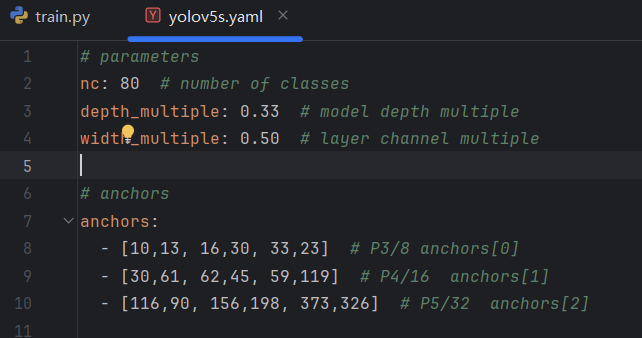 train.py yolov5s.yaml
1 # parameters
2 nc: 80  # number of classes
3 depth_multiple: 0.33  # model depth multiple
4 width_multiple: 0.50  # layer channel multiple
5
6 # anchors
7 anchors:
8   - [10,13, 16,30, 33,23]  # P3/8 anchors[0]
9   - [30,61, 62,45, 59,119]  # P4/16  anchors[1]
10   - [116,90, 156,198, 373,326]  # P5/32  anchors[2]
11